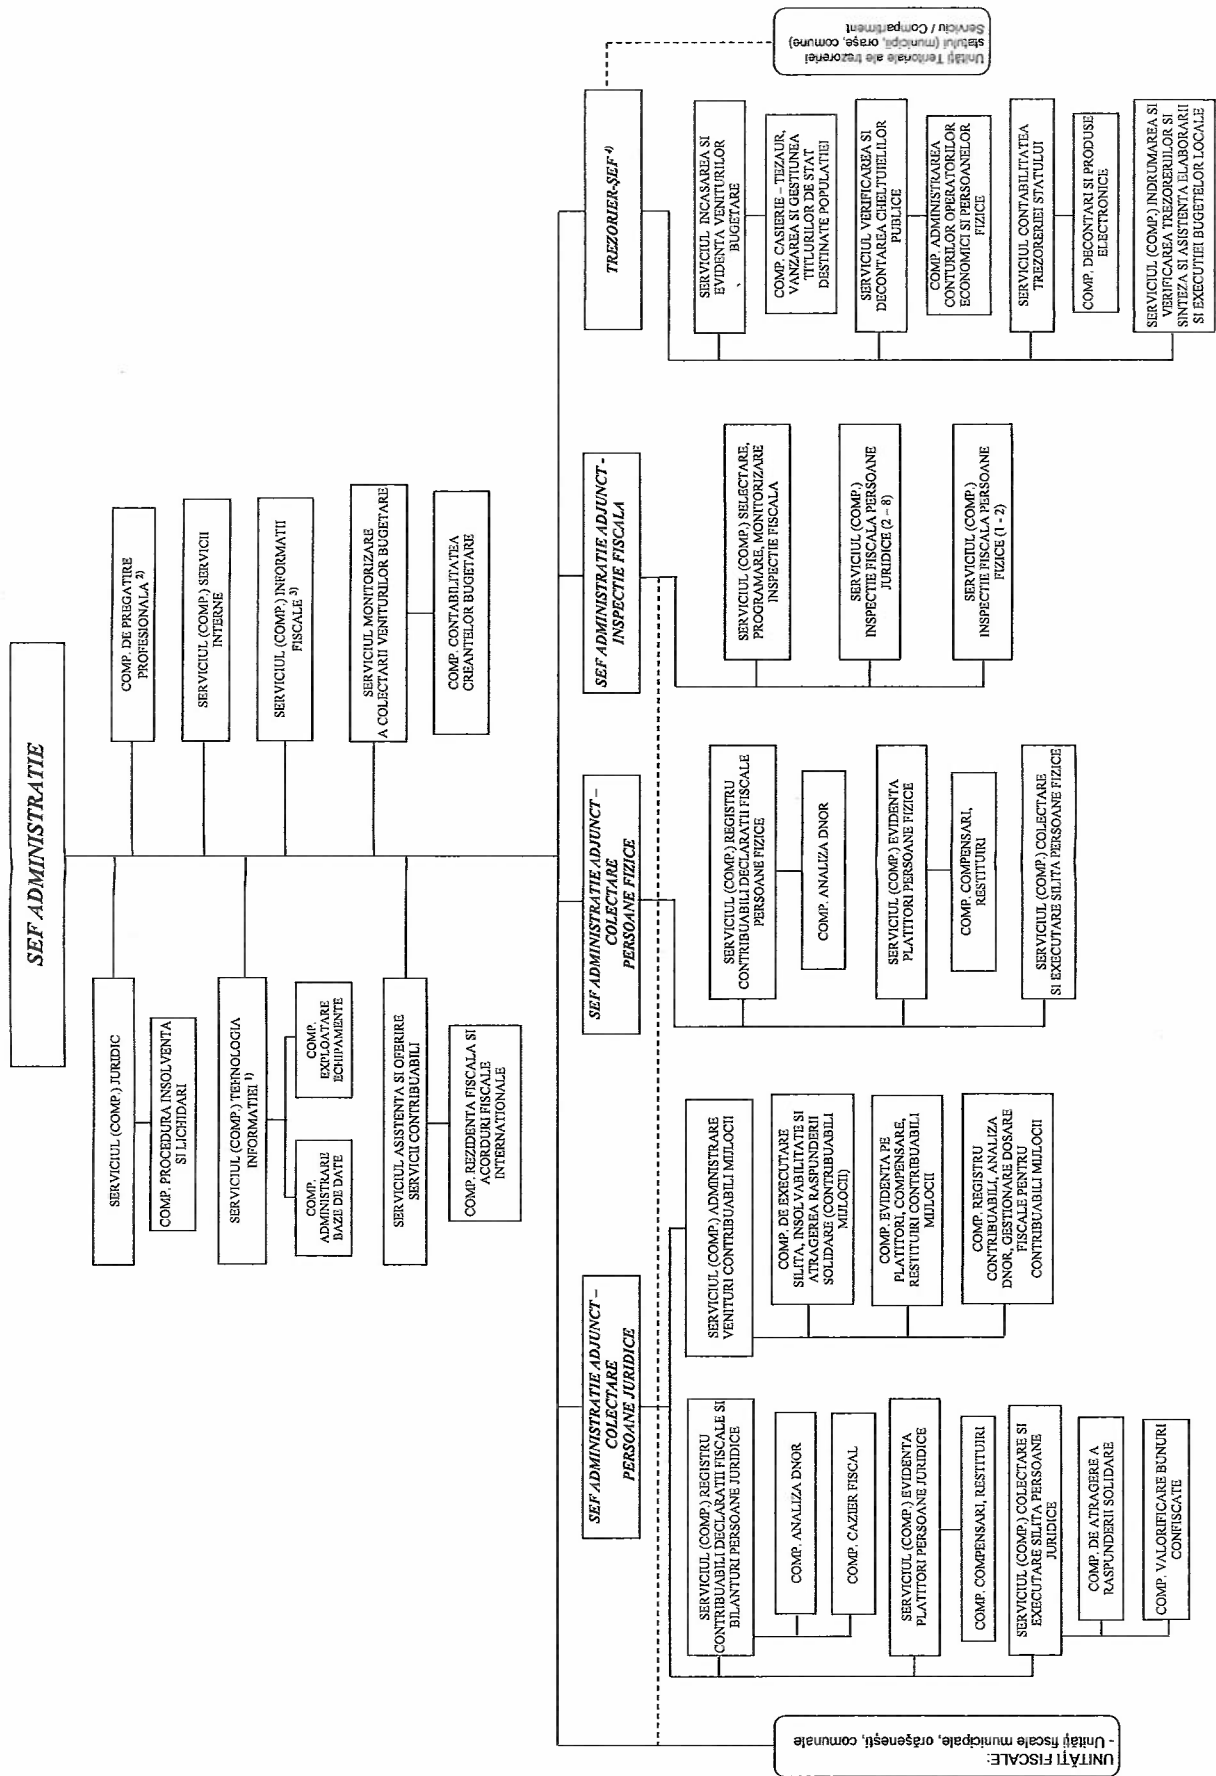 SEF ADMINISTRATIE
SERVICIUL (COMP.) JURIDIC
COMP. PROCEDURA INSOLVENTA
SI LICHIDARI
SERVICIUL (COMP.) TEHNOLOGIA
INFORMATIEI 1)
COMP.
ADMINISTRARE
BAZE DE DATE
COMP.
EXPLOATARE
ECHIPAMENTE
SERVICIUL ASISTENTA SI OFERIRE
SERVICII CONTRIBUABILI
COMP. REZIDENTA FISCALA SI
ACORDURI FISCALE
INTERNATIONALE
COMP. DE PREGATIRE
PROFESIONALA 2)
SERVICIUL (COMP.) SERVICII
INTERNE
SERVICIUL (COMP.) INFORMATII
FISCALE 3)
SERVICIUL MONITORIZARE
A COLECTARII VENITURILOR BUGETARE
COMP. CONTABILITATEA
CREANTELOR BUGETARE
UNITĂȚI FISCALE:
- Unități fiscale municipale, orășenești, comunale
SEF ADMINISTRATIE ADJUNCT –
COLECTARE
PERSOANE JURIDICE
SERVICIUL (COMP.) REGISTRU
CONTRIBUABILI DECLARATII FISCALE SI
BILANTURI PERSOANE JURIDICE
COMP. ANALIZA DNOR
COMP. CAZIER FISCAL
SERVICIUL (COMP.) EVIDENTA
PLATITORI PERSOANE JURIDICE
COMP. COMPENSARI, RESTITUIRI
SERVICIUL (COMP.) COLECTARE SI
EXECUTARE SILITA PERSOANE
JURIDICE
COMP. DE ATRAGERE A
RASPUNDERII SOLIDARE
COMP. VALORIFICARE BUNURI
CONFISCATE
SERVICIUL (COMP.) ADMINISTRARE
VENITURI CONTRIBUABILI MIJLOCII
COMP. DE EXECUTARE
SILITA, INSOLVABILITATE SI
ATRAGEREA RASPUNDERII
SOLIDARE (CONTRIBUABILI
MIJLOCII)
COMP. EVIDENTA PE
PLATITORI, COMPENSARE,
RESTITUIRI CONTRIBUABILI
MIJLOCII
COMP. REGISTRU
CONTRIBUABILI, ANALIZA
DNOR, GESTIONARE DOSARE
FISCALE PENTRU
CONTRIBUABILI MIJLOCII
SEF ADMINISTRATIE ADJUNCT –
COLECTARE
PERSOANE FIZICE
SERVICIUL (COMP.) REGISTRU
CONTRIBUABILI DECLARATII FISCALE
PERSOANE FIZICE
COMP. ANALIZA DNOR
SERVICIUL (COMP.) EVIDENTA
PLATITORI PERSOANE FIZICE
COMP. COMPENSARI,
RESTITUIRI
SERVICIUL (COMP.) COLECTARE
SI EXECUTARE SILITA PERSOANE FIZICE
SEF ADMINISTRATIE ADJUNCT -
INSPECTIE FISCALA
SERVICIUL (COMP.) SELECTARE,
PROGRAMARE, MONITORIZARE
INSPECTIE FISCALA
SERVICIUL (COMP.)
INSPECTIE FISCALA PERSOANE
JURIDICE (2 – 8)
SERVICIUL (COMP.)
INSPECTIE FISCALA PERSOANE
FIZICE (1 - 2)
TREZORIER-ŞEF 4)
SERVICIUL INCASAREA SI
EVIDENTA VENITURILOR
BUGETARE
COMP. CASIERIE – TEZAUR,
VANZAREA SI GESTIUNEA
TITLURILOR DE STAT
DESTINATE POPULATIEI
SERVICIUL VERIFICAREA SI
DECONTAREA CHELTUIELILOR
PUBLICE
COMP. ADMINISTRAREA
CONTURILOR OPERATORILOR
ECONOMICI SI PERSOANELOR
FIZICE
SERVICIUL CONTABILITATEA
TREZORERIEI STATULUI
COMP. DECONTARI SI PRODUSE
ELECTRONICE
SERVICIUL (COMP.) INDRUMAREA SI
VERIFICAREA TREZORERIILOR SI
SINTEZA SI ASISTENTA ELABORARII
SI EXECUTIEI BUGETELOR LOCALE
Unități Teritoriale ale trezoreriei
statului (municipii, orașe, comune)
Serviciu / Compartiment